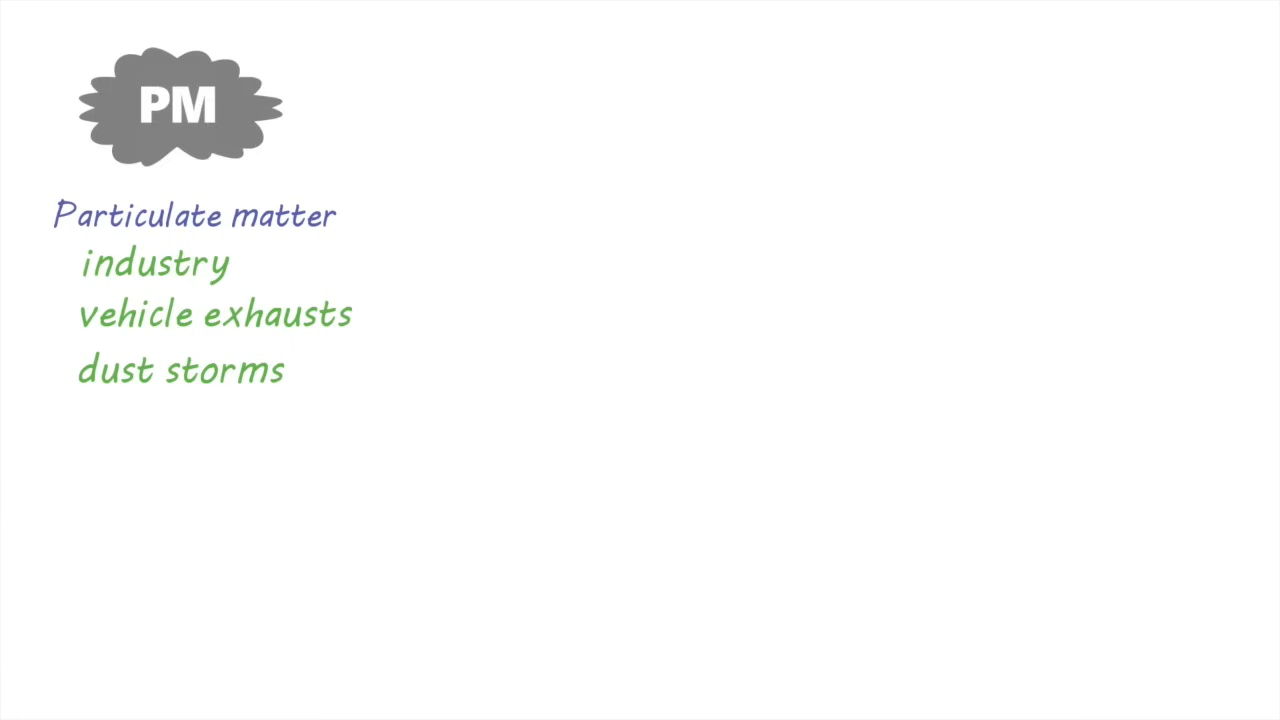 PM
Particulate matter
industry
vehicle exhausts
dust storms